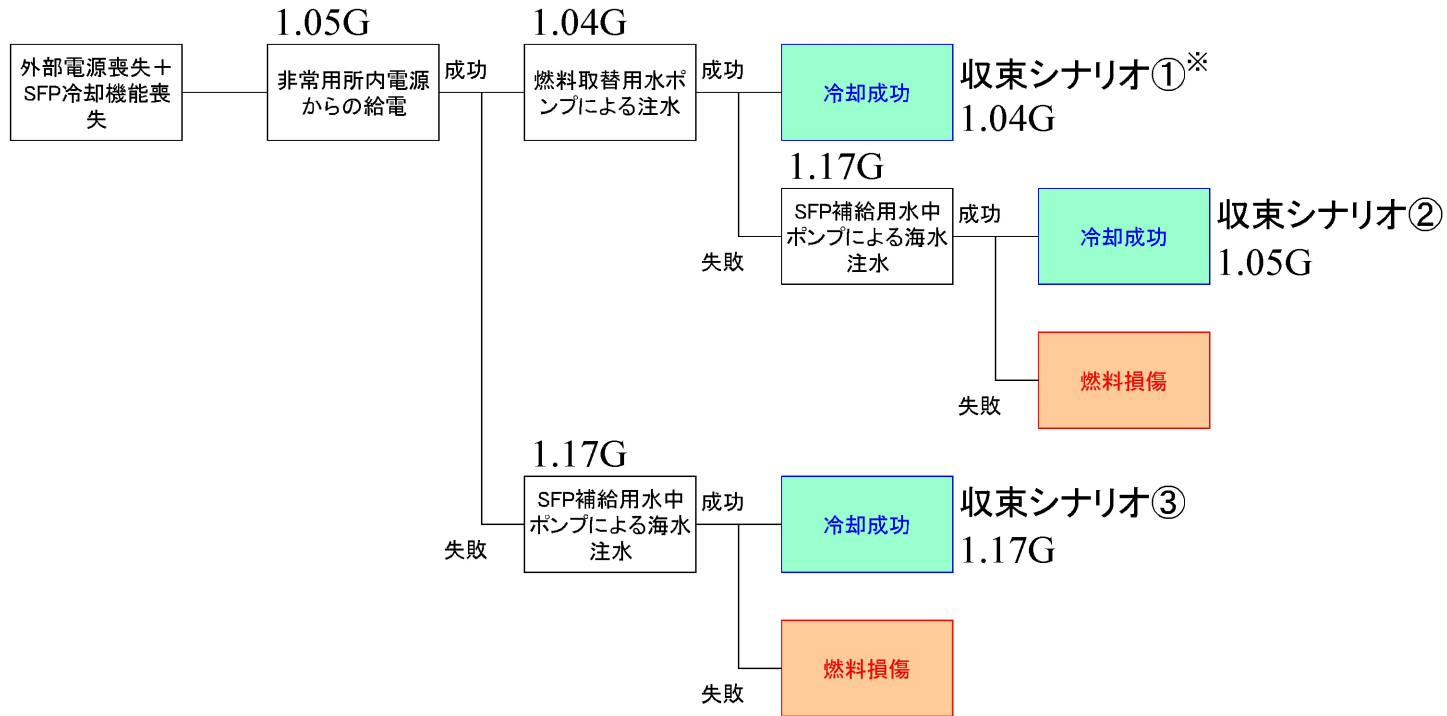 1.05G
1.04G
外部電源喪失＋
SFP冷却機能喪
失
非常用所内電源
からの給電
成功
燃料取替用水ポ
ンプによる注水
成功
冷却成功
収束シナリオ①※
1.04G
1.17G
SFP補給用水中
ポンプによる海水
注水
成功
失敗
冷却成功
収束シナリオ②
1.05G
燃料損傷
失敗
1.17G
SFP補給用水中
ポンプによる海水
注水
成功
失敗
冷却成功
収束シナリオ③
1.17G
燃料損傷
失敗